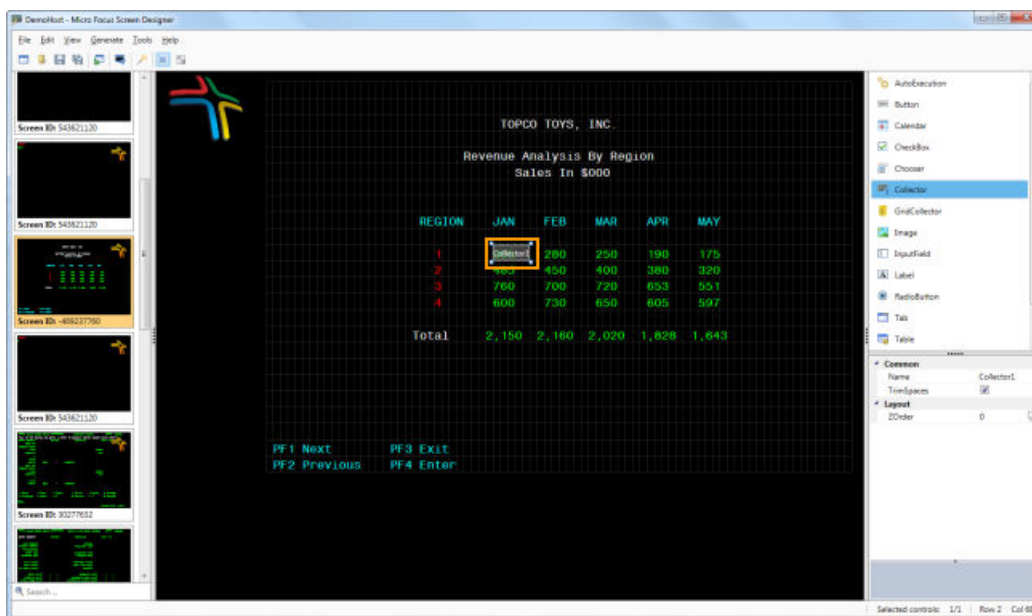 DemoHost - Micro Focus Screen Designer
File Edit View Generate Tools Help
Screen ID: 543621120
Screen ID: 543621120
Screen ID: -469237760
Screen ID: 543621120
Screen ID: 30277632
Search...
TOPCO TOYS, INC.
Revenue Analysis By Region
Sales In $000
REGION JAN FEB MAR APR MAY
1 Collector1 280 250 190 175
2 485 450 400 380 320
3 760 700 720 653 551
4 600 730 650 605 597
Total 2,150 2,160 2,020 1,828 1,643
PF1 Next PF3 Exit
PF2 Previous PF4 Enter
AutoExecution
Button
Calendar
CheckBox
Chooser
Collector
GridCollector
Image
InputField
Label
RadioButton
Tab
Table
Common
Name Collector1
TrimSpaces
Layout
ZOrder 0
Selected controls: 1/1 Row 2 Col